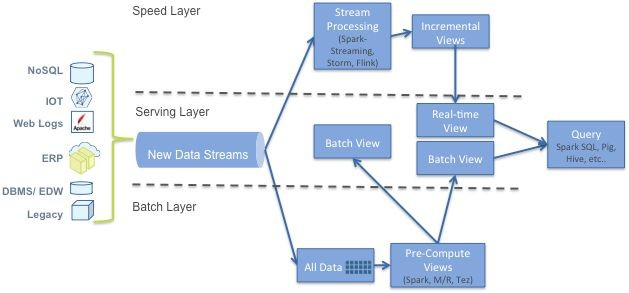 Speed Layer
Stream
Processing
(Spark-
Streaming,
Storm, Flink)
Incremental
Views
NoSQL
IOT
Web Logs
Apache
ERP
DBMS/ EDW
Legacy
Serving Layer
New Data Streams
Batch View
Real-time
View
Batch View
Query
Spark SQL, Pig,
Hive, etc..
Batch Layer
All Data
Pre-Compute
Views
(Spark, M/R, Tez)